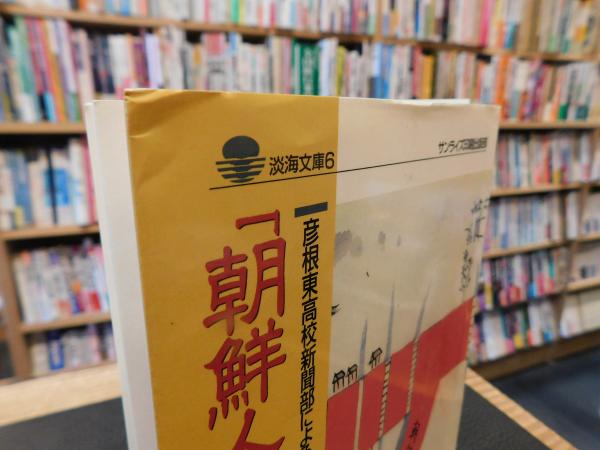 淡海文庫6
サンライズ印刷出版部
彦根東高校新聞部による
「朝鮮人